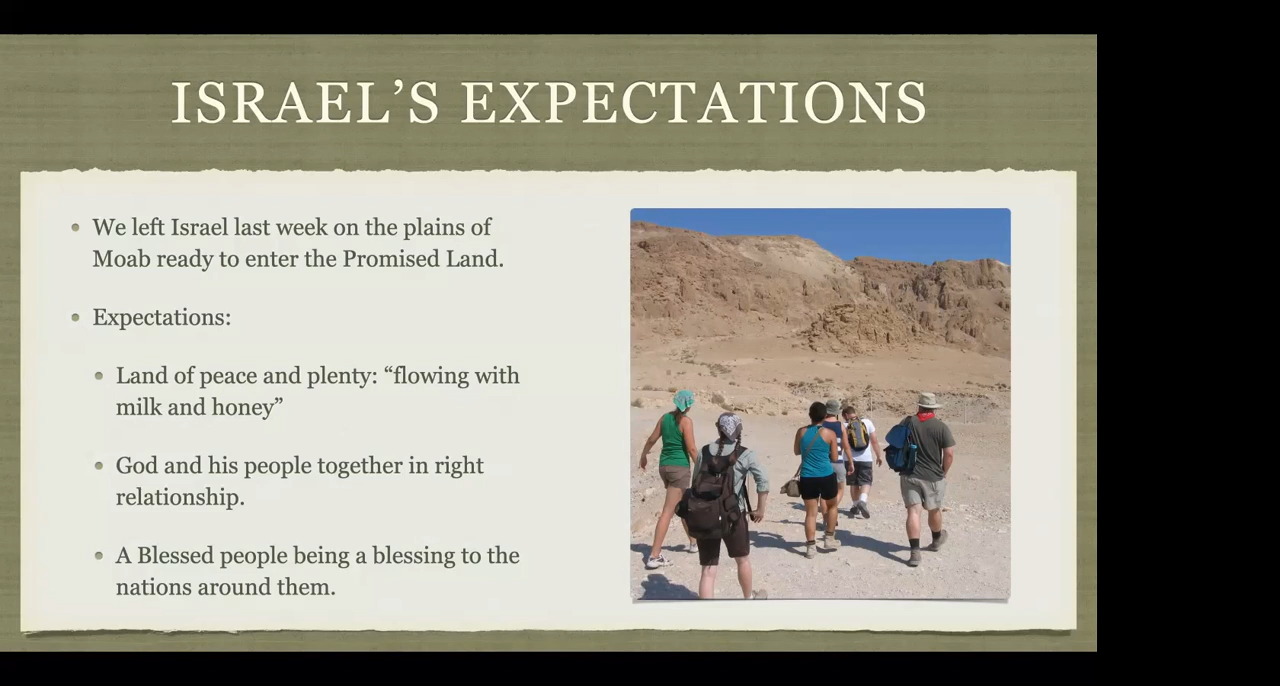 ISRAEL’S EXPECTATIONS
We left Israel last week on the plains of
Moab ready to enter the Promised Land.
Expectations:
Land of peace and plenty: “flowing with
milk and honey”
God and his people together in right
relationship.
A Blessed people being a blessing to the
nations around them.